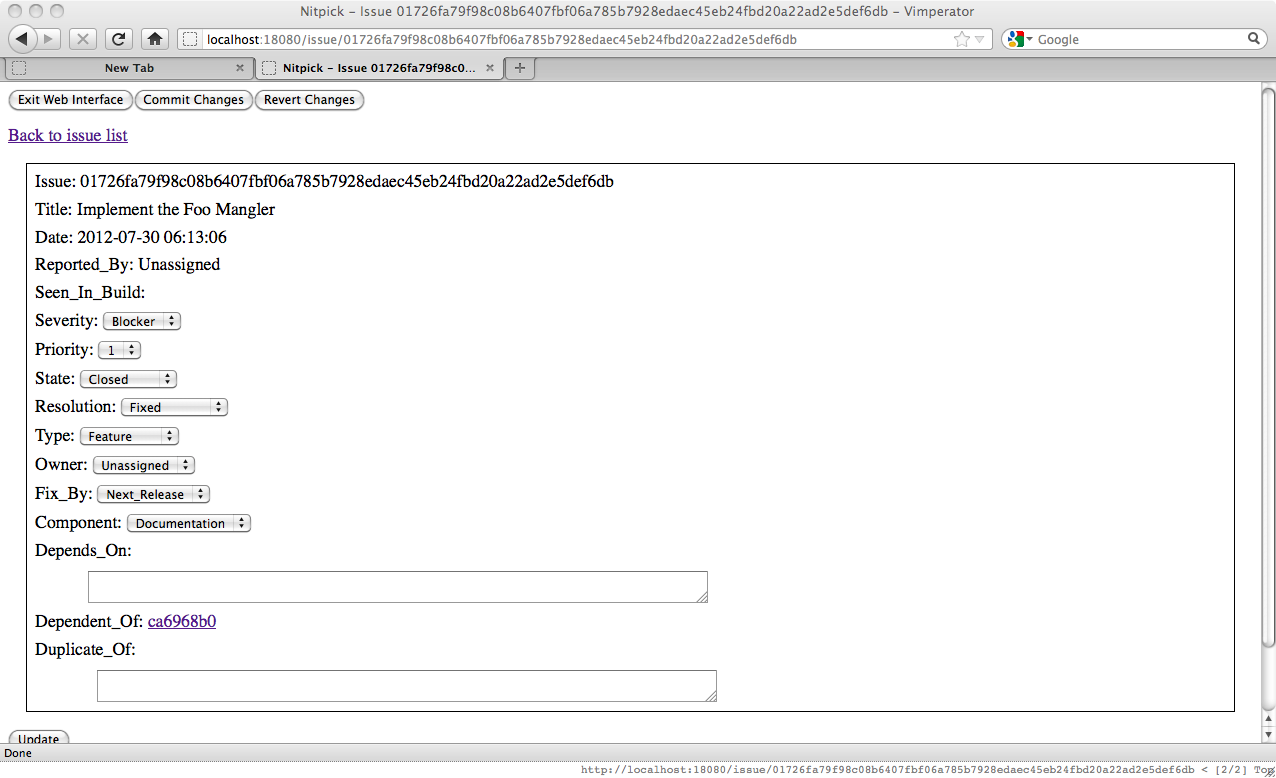 Nitpick - Issue 01726fa79f98c08b6407fbf06a785b7928edaec45eb24fbd20a22ad2e5def6db - Vimperator
localhost:18080/issue/01726fa79f98c08b6407fbf06a785b7928edaec45eb24fbd20a22ad2e5def6db
Google
New Tab
Nitpick - Issue 01726fa79f98c0...
Exit Web Interface Commit Changes Revert Changes
Back to issue list
Issue: 01726fa79f98c08b6407fbf06a785b7928edaec45eb24fbd20a22ad2e5def6db
Title: Implement the Foo Mangler
Date: 2012-07-30 06:13:06
Reported_By: Unassigned
Seen_In_Build:
Severity: Blocker
Priority: 1
State: Closed
Resolution: Fixed
Type: Feature
Owner: Unassigned
Fix_By: Next_Release
Component: Documentation
Depends_On:
Dependent_Of: ca6968b0
Duplicate_Of:
Update
Done
http://localhost:18080/issue/01726fa79f98c08b6407fbf06a785b7928edaec45eb24fbd20a22ad2e5def6db < [2/2] Top